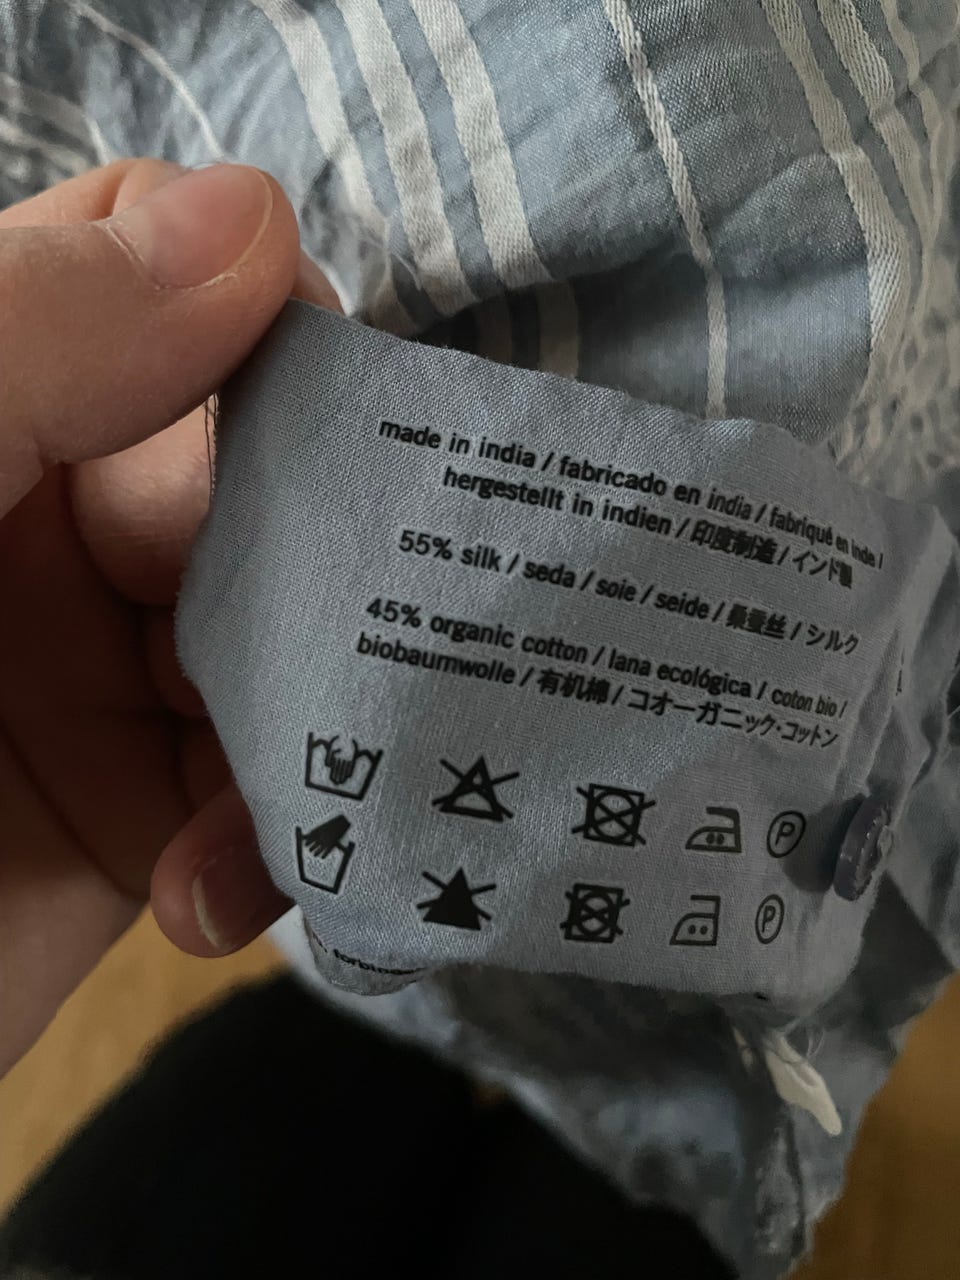 made in india / fabricado en india / fabriqué en inde /
hergestellt in indien / 印度制造 / インド製
55% silk / seda / soie / seide / 桑蚕丝 / シルク
45% organic cotton / lana ecológica / coton bio /
biobaumwolle / 有机棉 / コオーガニック・コットン
P
P